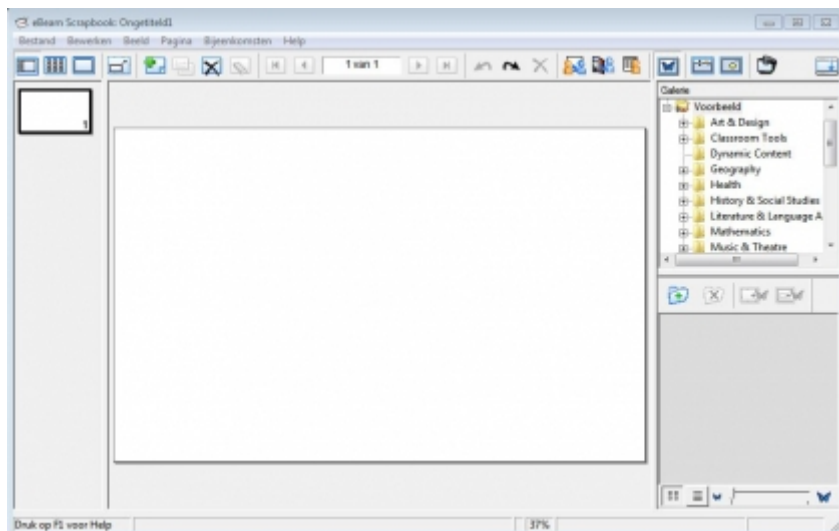 eBeam Scrapbook: Ongetiteld1
Bestand Bewerken Beeld Pagina Bijeenkomsten Help
1 van 1
1
Galerie
Voorbeeld
Art & Design
Classroom Tools
Dynamic Content
Geography
Health
History & Social Studies
Literature & Language A
Mathematics
Music & Theatre
Druk op F1 voor Help
37%